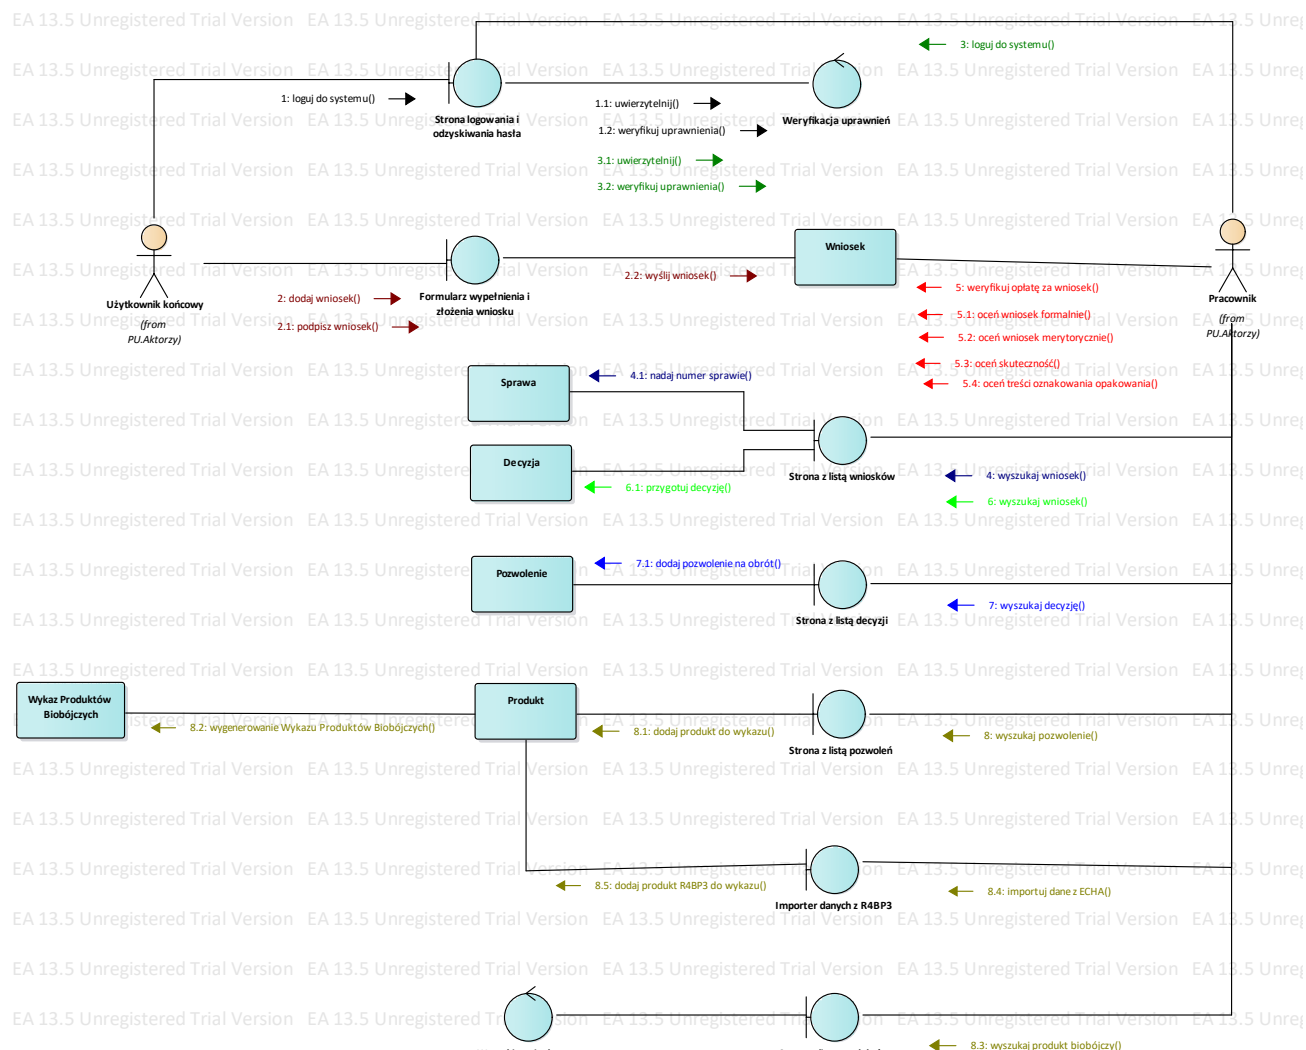 EA 13.5 Unregistered Trial Version
3: loguj do systemu()
1: loguj do systemu()
Strona logowania i
odzyskiwania hasła
1.1: uwierzytelnij()
Weryfikacja uprawnień
1.2: weryfikuj uprawnienia()
3.1: uwierzytelnij()
3.2: weryfikuj uprawnienia()
Wniosek
Użytkownik końcowy
(from
PU.Aktorzy)
2: dodaj wniosek()
2.1: podpisz wniosek()
Formularz wypełnienia i
złożenia wniosku
2.2: wyślij wniosek()
5: weryfikuj opłatę za wniosek()
5.1: oceń wniosek formalnie()
5.2: oceń wniosek merytorycznie()
5.3: oceń skuteczność()
5.4: oceń treści oznakowania opakowania()
Pracownik
(from
PU.Aktorzy)
Sprawa
4.1: nadaj numer sprawie()
Decyzja
6.1: przygotuj decyzję()
Strona z listą wniosków
4: wyszukaj wniosek()
6: wyszukaj wniosek()
Pozwolenie
7.1: dodaj pozwolenie na obrót()
Strona z listą decyzji
7: wyszukaj decyzję()
Wykaz Produktów
Biobójczych
8.2: wygenerowanie Wykazu Produktów Biobójczych()
Produkt
8.1: dodaj produkt do wykazu()
Strona z listą pozwoleń
8: wyszukaj pozwolenie()
8.5: dodaj produkt R4BP3 do wykazu()
Importer danych z R4BP3
8.4: importuj dane z ECHA()
8.3: wyszukaj produkt biobójczy()